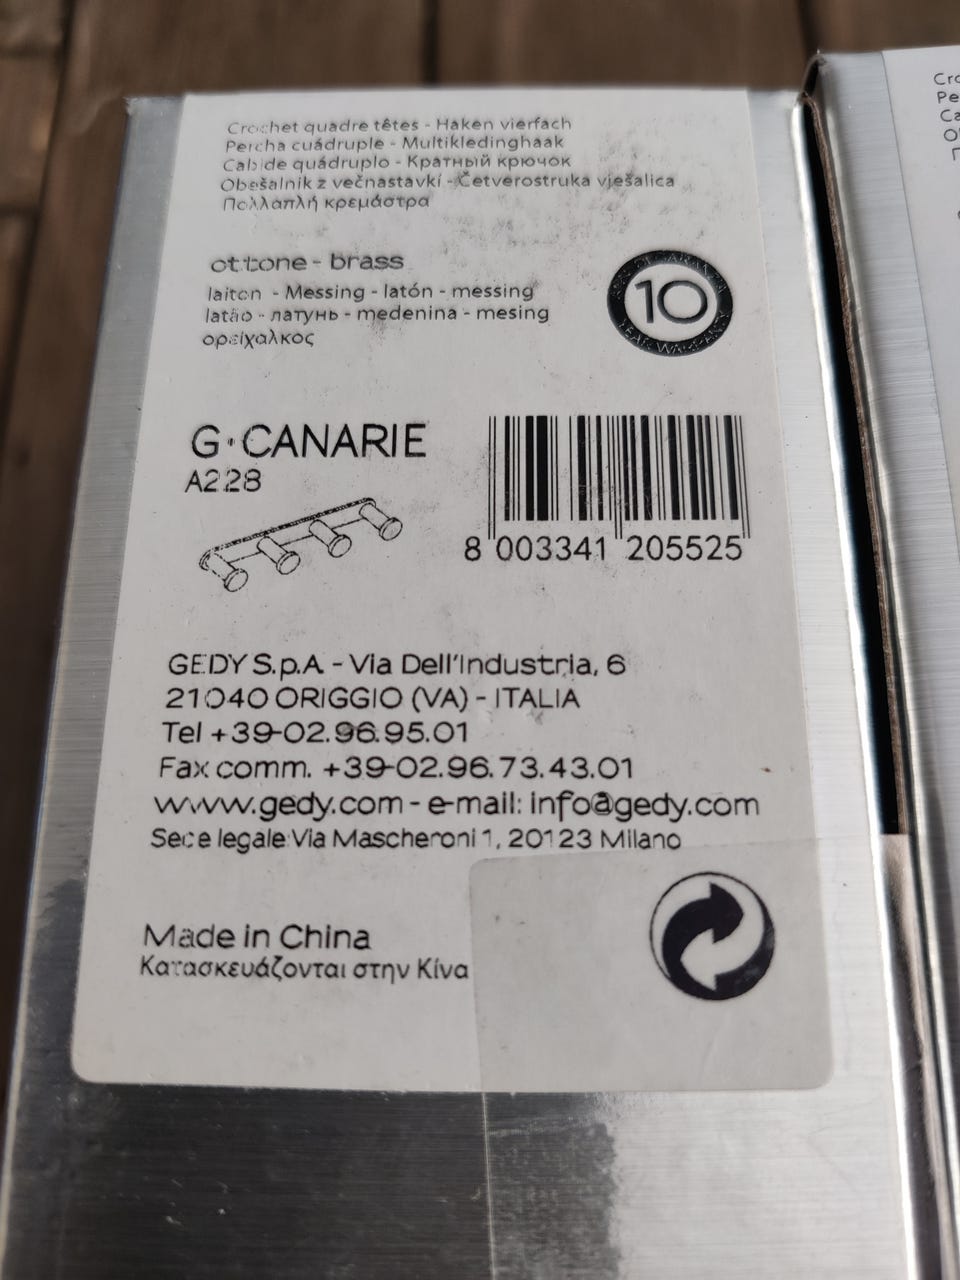 Crochet quadre têtes - Haken vierfach
Percha cuádruple - Multikledinghaak
Cabide quádruplo - Кратный крючок
Obešalnik z večnastavkí - Četverostruka vješalica
Πολλαπλή κρεμάστρα
ottone - brass
laiton - Messing - latón - messing
latão - латунь - medenina - mesing
ορείχαλκος
10
YEAR WARRANTY
G·CANARIE
A228
8 003341 205525
GEDY S.p.A - Via Dell'Industria, 6
21040 ORIGGIO (VA) - ITALIA
Tel +39-02.96.95.01
Fax comm. +39-02.96.73.43.01
www.gedy.com - e-mail: info@gedy.com
Sede legale: Via Mascheroni 1, 20123 Milano
Made in China
Κατασκευάζονται στην Κίνα